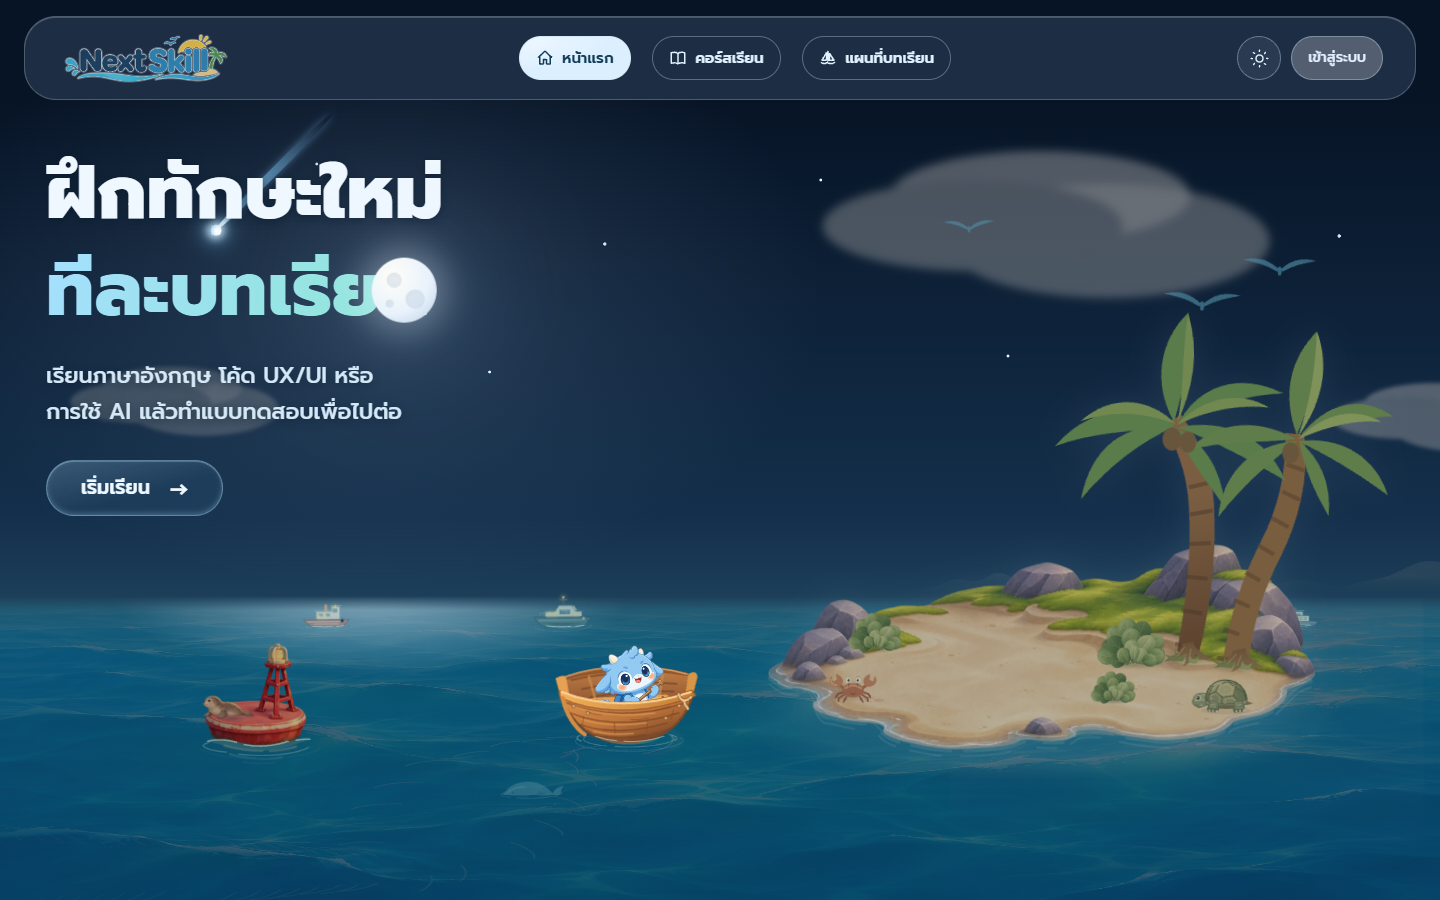 NextSkill
หน้าแรก
คอร์สเรียน
แผนที่บทเรียน
เข้าสู่ระบบ
ฝึกทักษะใหม่
ทีละบทเรีย
เรียนภาษาอังกฤษ โค้ด UX/UI หรือ
การใช้ AI แล้วทำแบบทดสอบเพื่อไปต่อ
เริ่มเรียน →